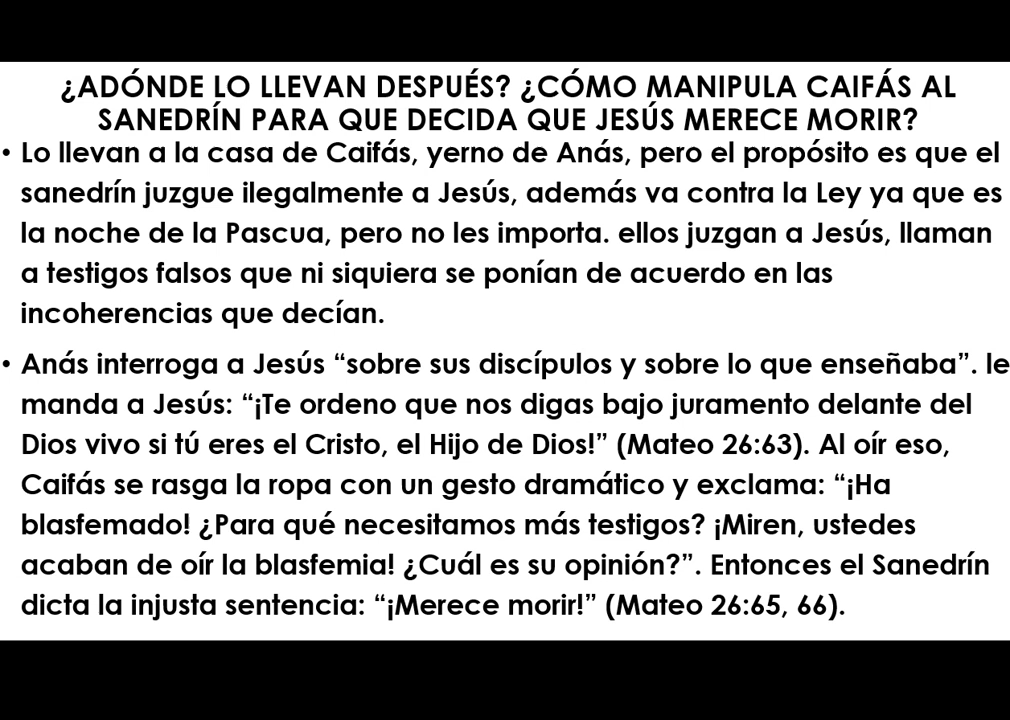 ¿ADÓNDE LO LLEVAN DESPUÉS? ¿CÓMO MANIPULA CAIFÁS AL
SANEDRÍN PARA QUE DECIDA QUE JESÚS MERECE MORIR?
• Lo llevan a la casa de Caifás, yerno de Anás, pero el propósito es que el
sanedrín juzgue ilegalmente a Jesús, además va contra la Ley ya que es
la noche de la Pascua, pero no les importa. ellos juzgan a Jesús, llaman
a testigos falsos que ni siquiera se ponían de acuerdo en las
incoherencias que decían.
• Anás interroga a Jesús “sobre sus discípulos y sobre lo que enseñaba”. le
manda a Jesús: “¡Te ordeno que nos digas bajo juramento delante del
Dios vivo si tú eres el Cristo, el Hijo de Dios!” (Mateo 26:63). Al oír eso,
Caifás se rasga la ropa con un gesto dramático y exclama: “¡Ha
blasfemado! ¿Para qué necesitamos más testigos? ¡Miren, ustedes
acaban de oír la blasfemia! ¿Cuál es su opinión?”. Entonces el Sanedrín
dicta la injusta sentencia: “¡Merece morir!” (Mateo 26:65, 66).